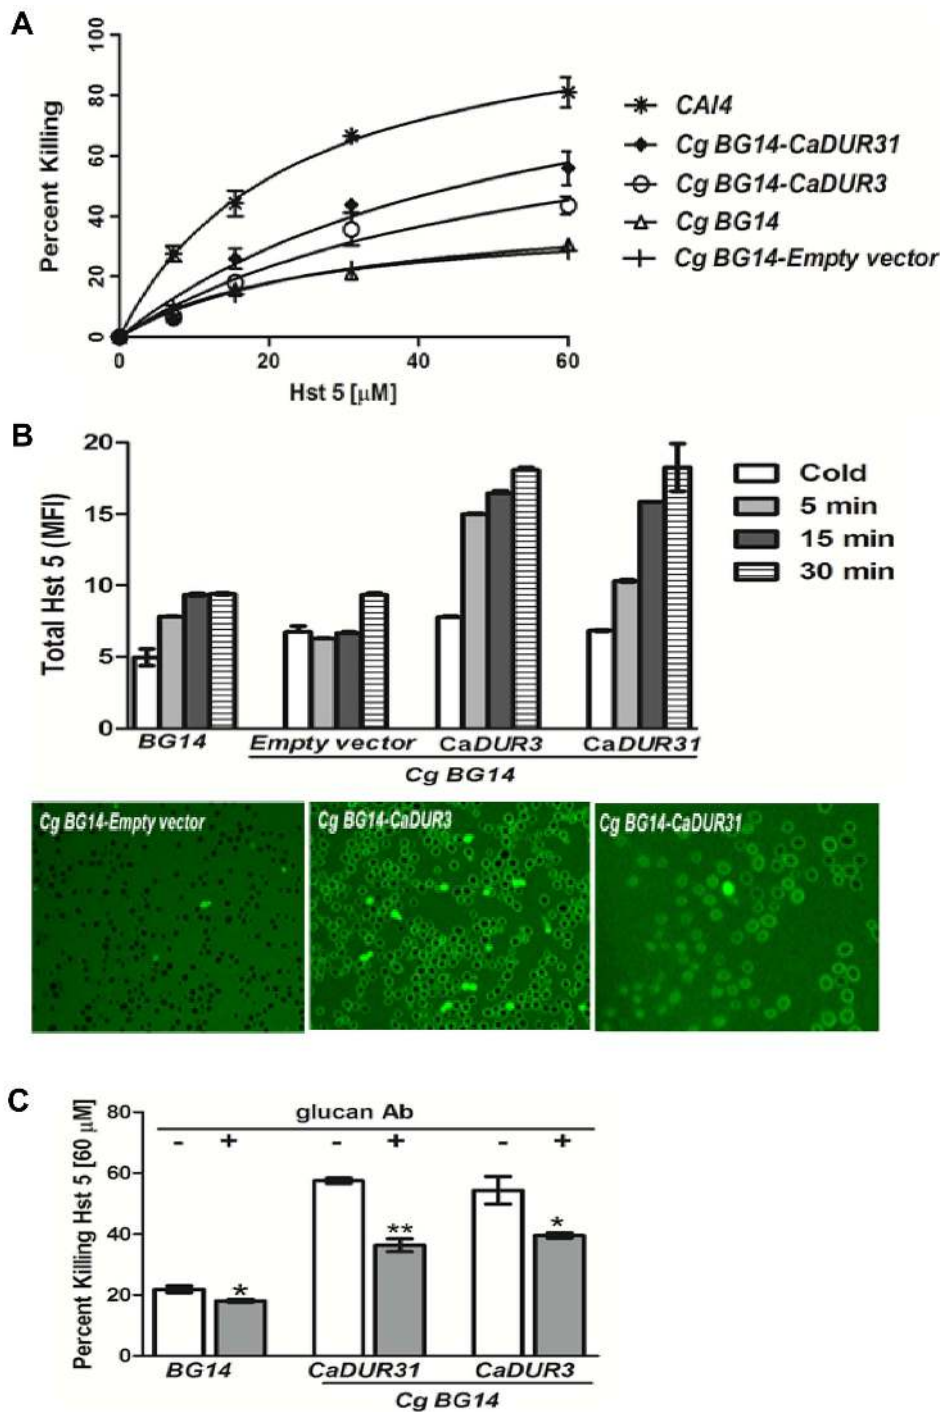 A
Percent Killing
100
80
60
40
20
0
0 20 40 60
Hst 5 [µM]
CAI4
Cg BG14-CaDUR31
Cg BG14-CaDUR3
Cg BG14
Cg BG14-Empty vector
B
Total Hst 5 (MFI)
20
15
10
5
0
Cold
5 min
15 min
30 min
BG14 Empty vector CaDUR3 CaDUR31
Cg BG14
Cg BG14-Empty vector
Cg BG14-CaDUR3
Cg BG14-CaDUR31
C
Percent Killing Hst 5 [60 µM]
80
60
40
20
0
glucan Ab
- + - + - +
* ** *
BG14 CaDUR31 CaDUR3
Cg BG14